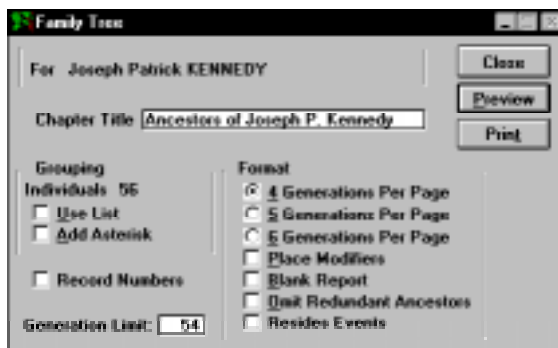 Family Tree
For Joseph Patrick KENNEDY
Close
Preview
Print
Chapter Title Ancestors of Joseph P. Kennedy
Grouping
Individuals 56
Use List
Add Asterisk
Record Numbers
Generation Limit: 54
Format
4 Generations Per Page
5 Generations Per Page
6 Generations Per Page
Place Modifiers
Blank Report
Omit Redundant Ancestors
Resides Events